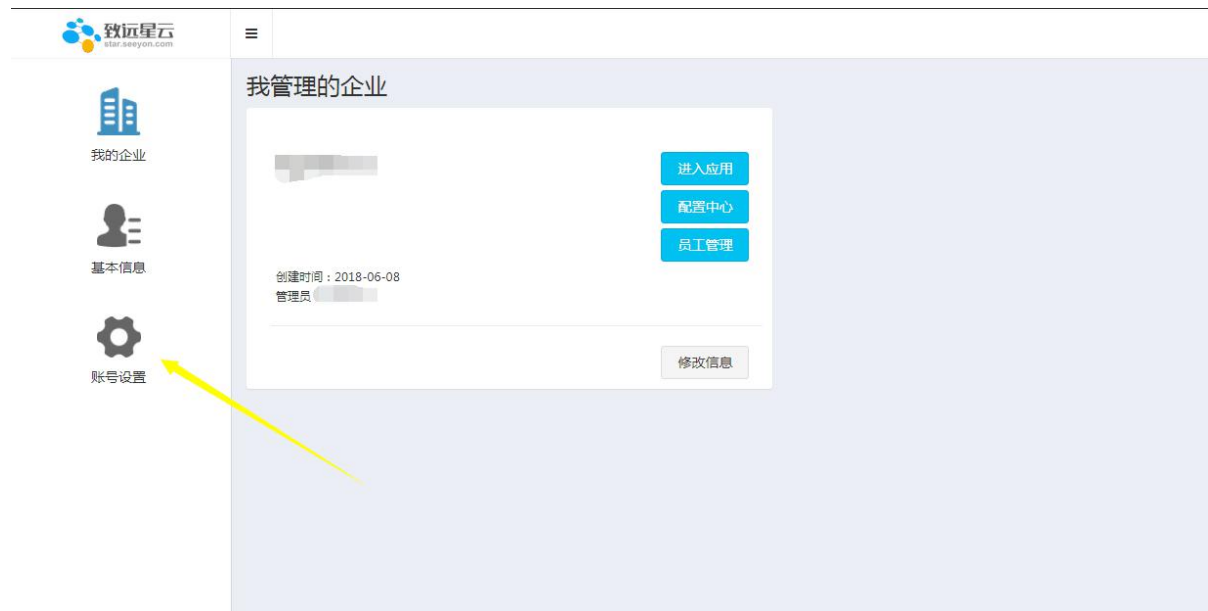 致远星云
star.seeyon.com
我的企业
基本信息
账号设置
我管理的企业
进入应用
配置中心
员工管理
创建时间：2018-06-08
管理员
修改信息